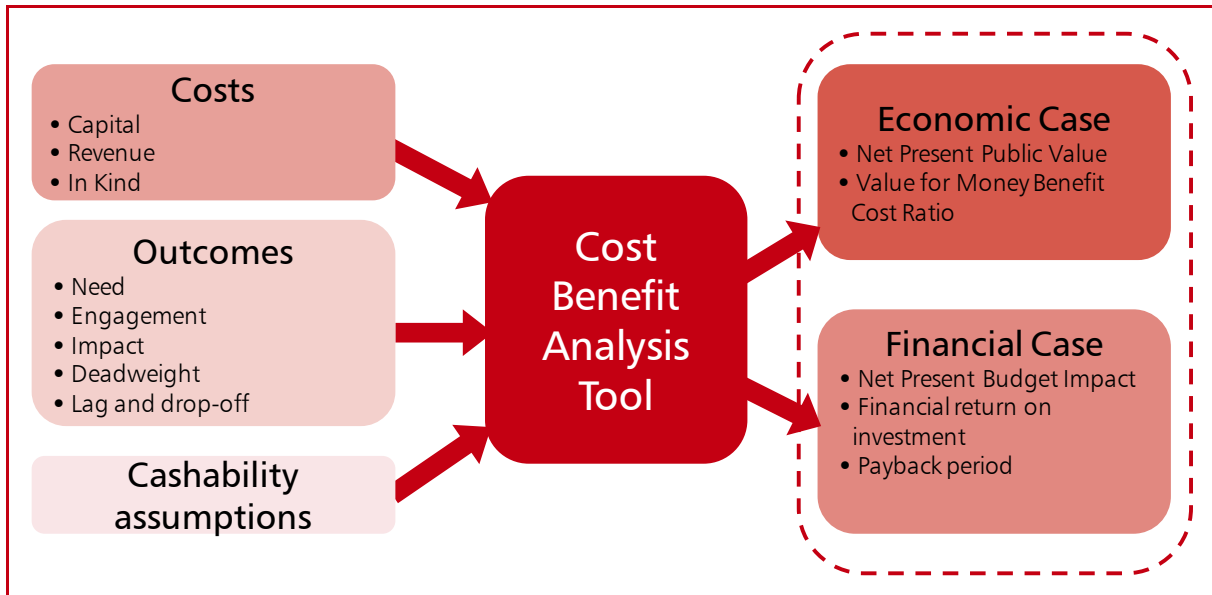 Costs
• Capital
• Revenue
• In Kind
Outcomes
• Need
• Engagement
• Impact
• Deadweight
• Lag and drop-off
Cashability
assumptions
Cost
Benefit
Analysis
Tool
Economic Case
• Net Present Public Value
• Value for Money Benefit
Cost Ratio
Financial Case
• Net Present Budget Impact
• Financial return on
investment
• Payback period